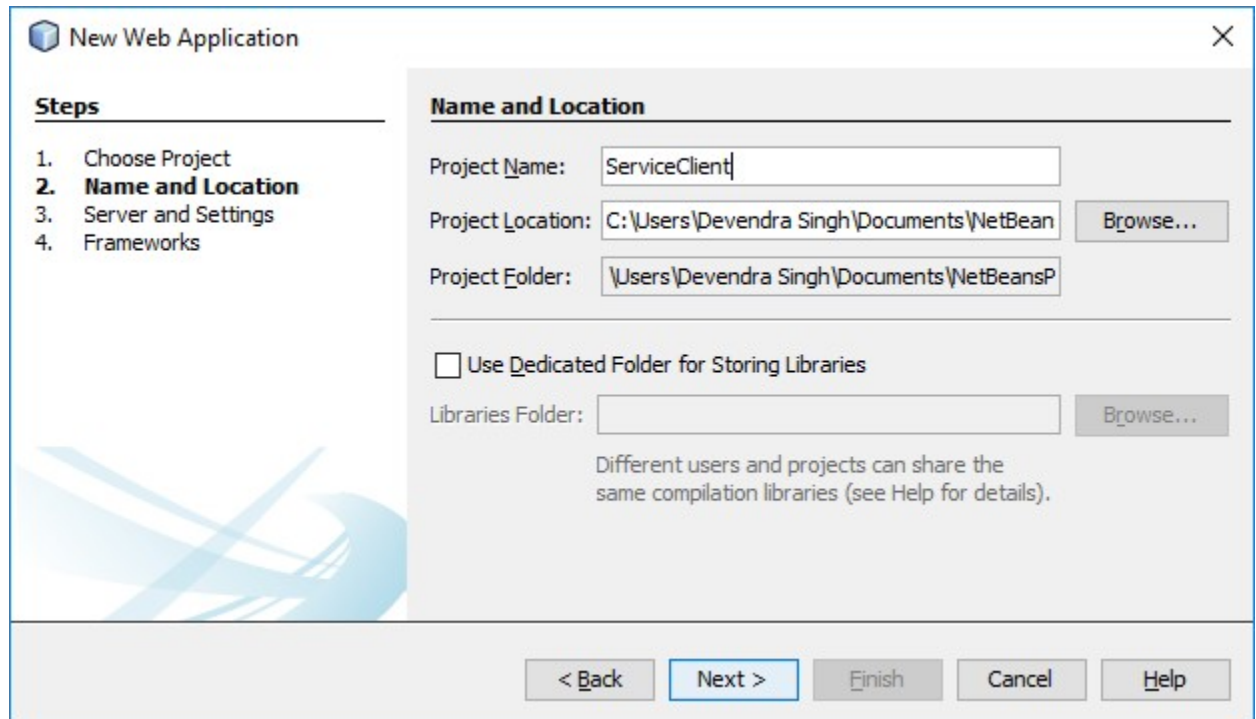 New Web Application
Steps
1. Choose Project
2. Name and Location
3. Server and Settings
4. Frameworks
Name and Location
Project Name: ServiceClient
Project Location: C:\Users\Devendra Singh\Documents\NetBean Browse...
Project Folder: \Users\Devendra Singh\Documents\NetBeansP
Use Dedicated Folder for Storing Libraries
Libraries Folder: Browse...
Different users and projects can share the
same compilation libraries (see Help for details).
< Back Next > Finish Cancel Help